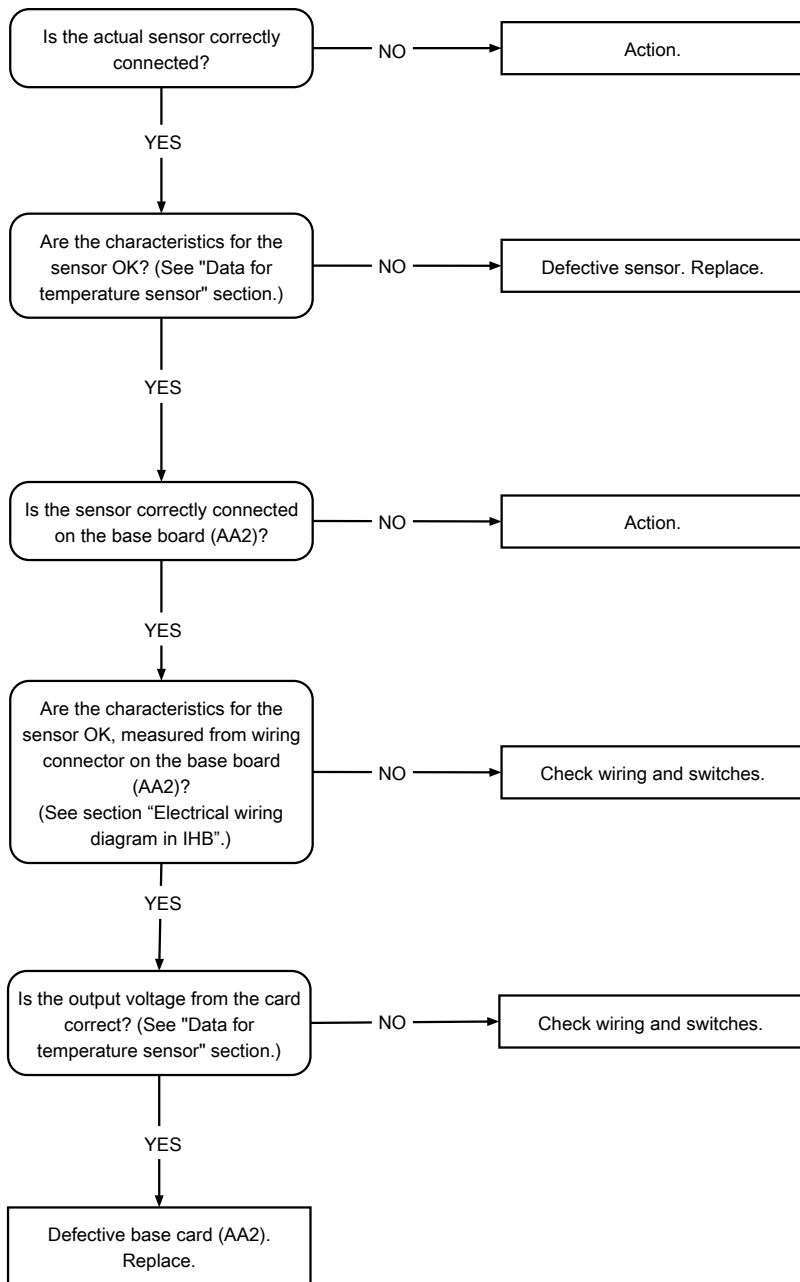 Is the actual sensor correctly
connected?
NO
Action.
YES
Are the characteristics for the
sensor OK? (See "Data for
temperature sensor" section.)
NO
Defective sensor. Replace.
YES
Is the sensor correctly connected
on the base board (AA2)?
NO
Action.
YES
Are the characteristics for the
sensor OK, measured from wiring
connector on the base board
(AA2)?
(See section “Electrical wiring
diagram in IHB”.)
NO
Check wiring and switches.
YES
Is the output voltage from the card
correct? (See "Data for
temperature sensor" section.)
NO
Check wiring and switches.
YES
Defective base card (AA2).
Replace.